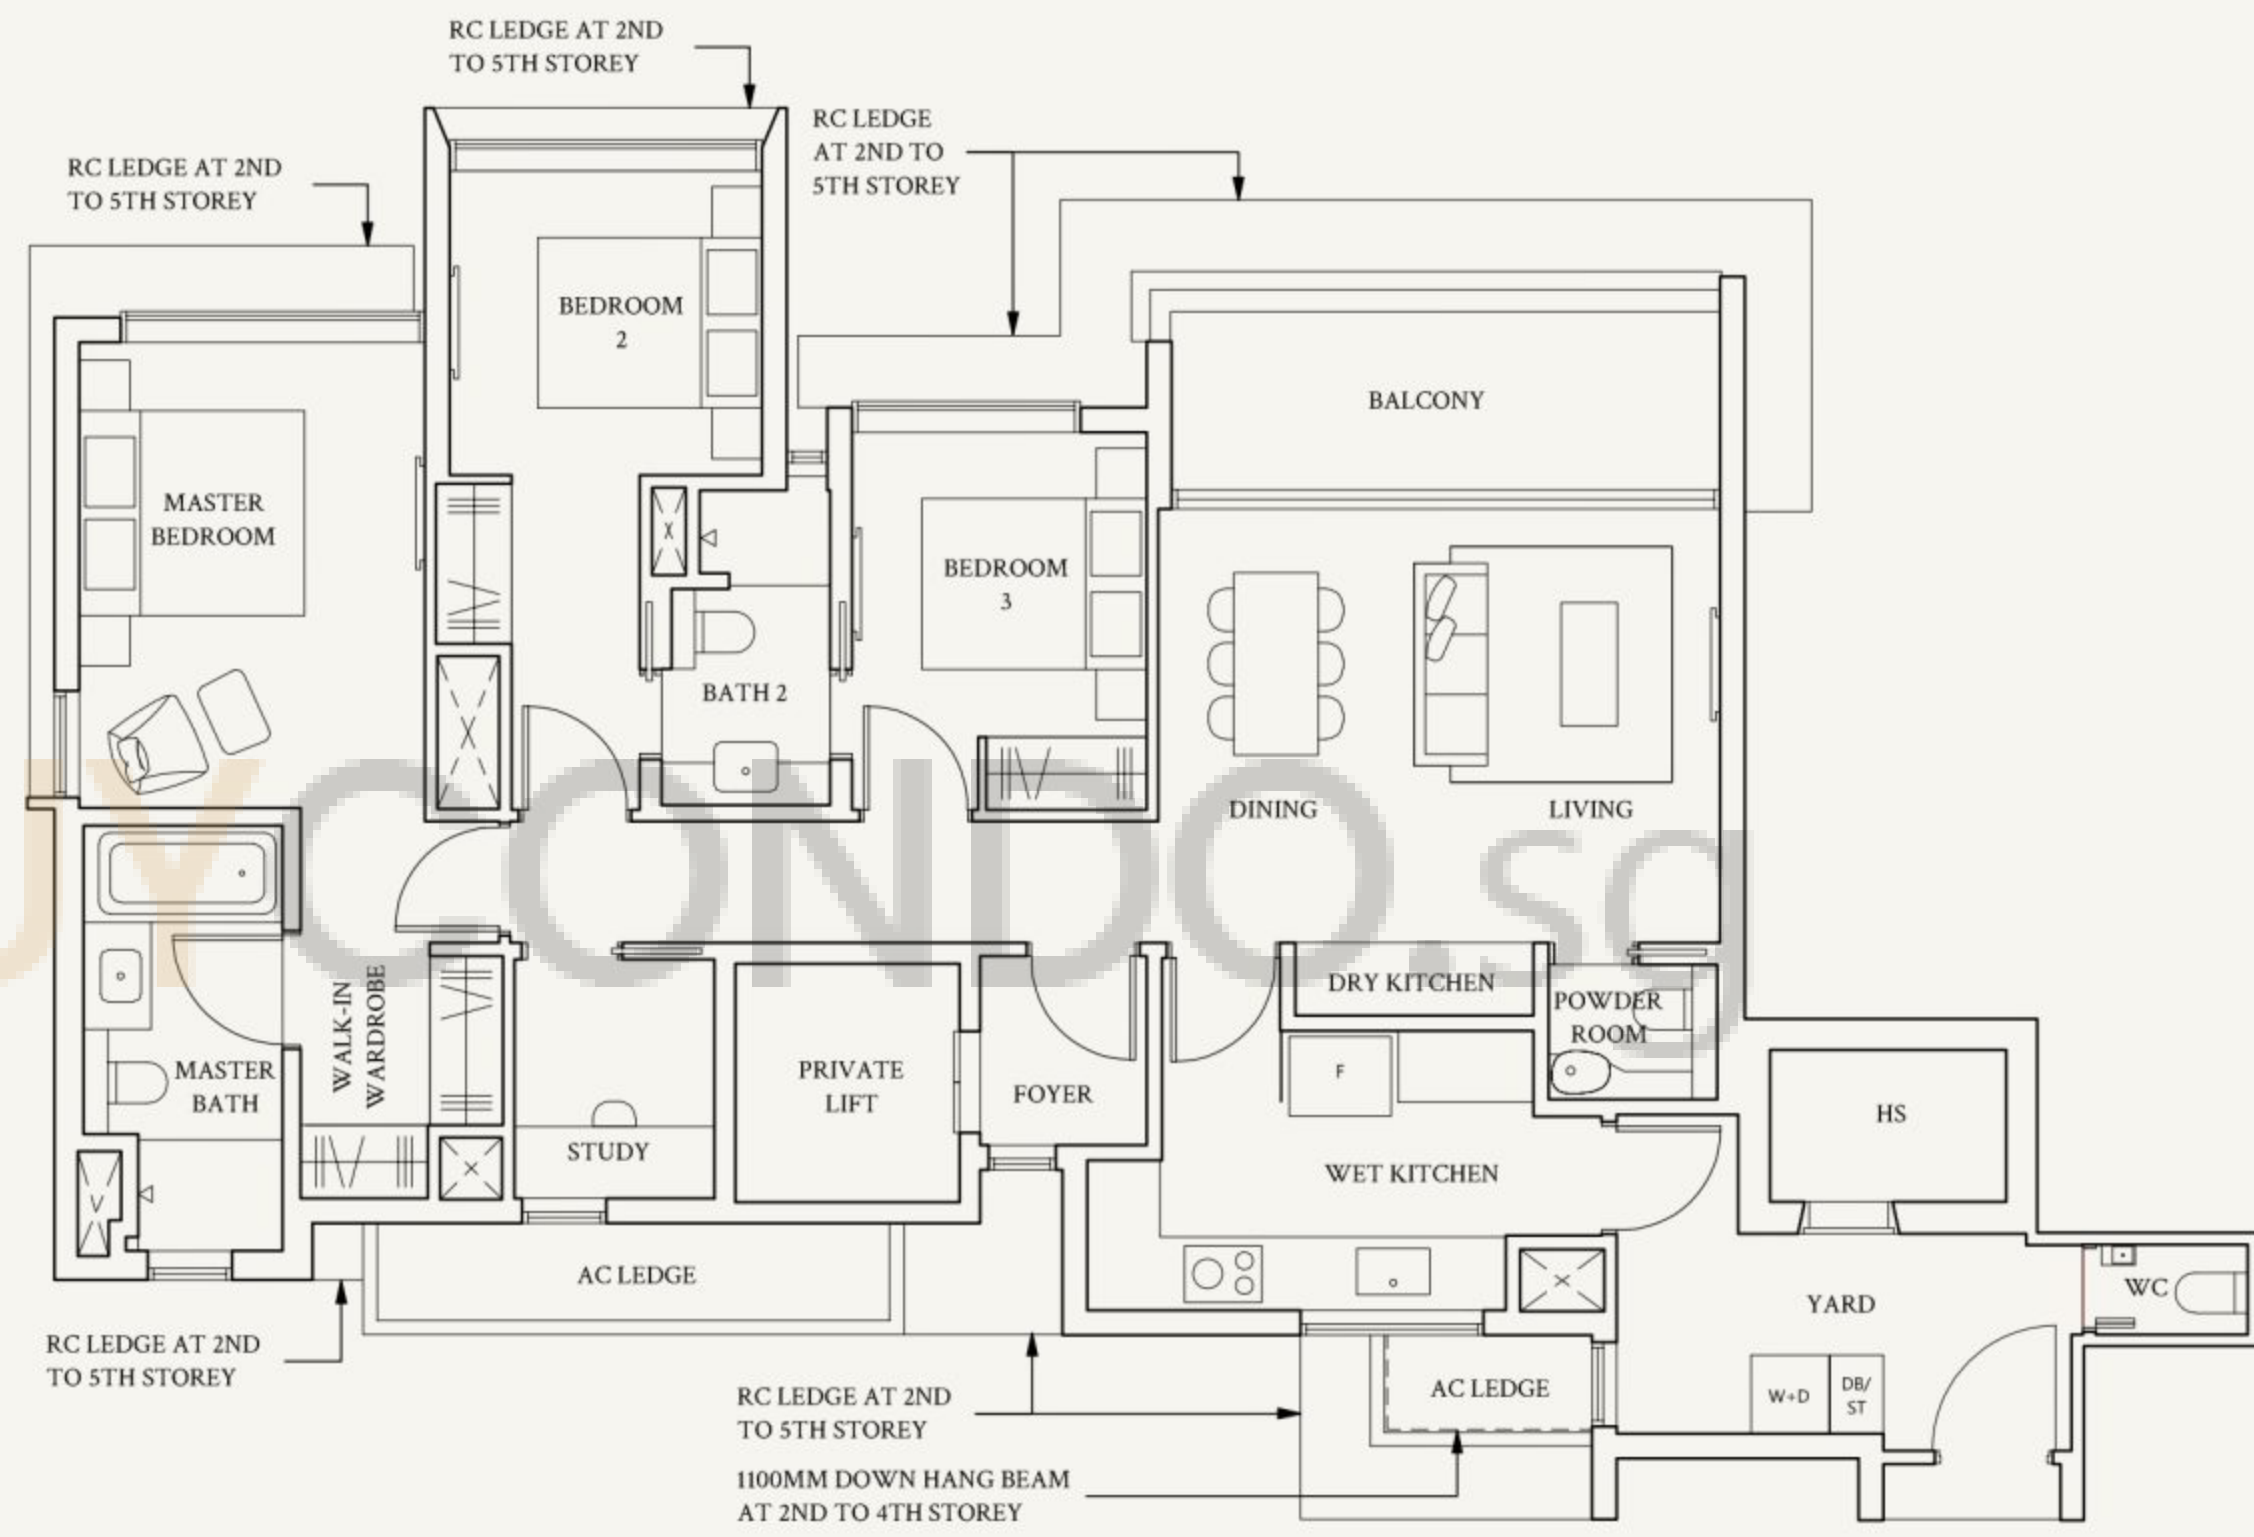 RC LEDGE AT 2ND
TO 5TH STOREY
RC LEDGE
AT 2ND TO
5TH STOREY
RC LEDGE AT 2ND
TO 5TH STOREY
BEDROOM
2
BALCONY
MASTER
BEDROOM
BEDROOM
3
BATH 2
DINING
LIVING
UYCONDO.sg
DRY KITCHEN
POWDER
ROOM
WALK-IN
WARDROBE
MASTER
BATH
PRIVATE
LIFT
FOYER
F
HS
STUDY
WET KITCHEN
AC LEDGE
WC
YARD
RC LEDGE AT 2ND
TO 5TH STOREY
AC LEDGE
W+D
DB/
ST
RC LEDGE AT 2ND
TO 5TH STOREY
1100MM DOWN HANG BEAM
AT 2ND TO 4TH STOREY